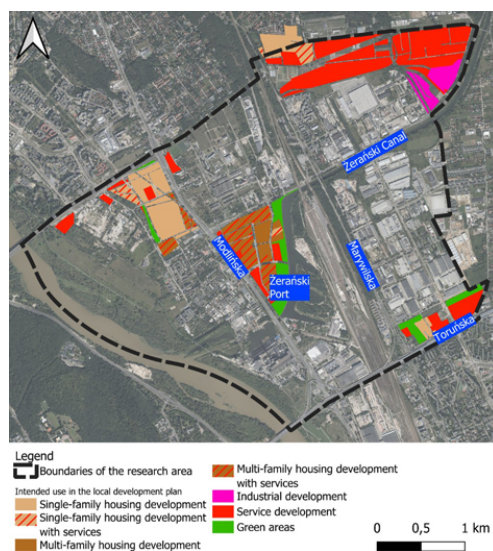 Żerański Canal
Modlińska
Marywilska
Żerański
Port
Toruńska
Legend
Boundaries of the research area
Intended use in the local development plan
Single-family housing development
Single-family housing development
with services
Multi-family housing development
Multi-family housing development
with services
Industrial development
Service development
Green areas
0 0,5 1 km